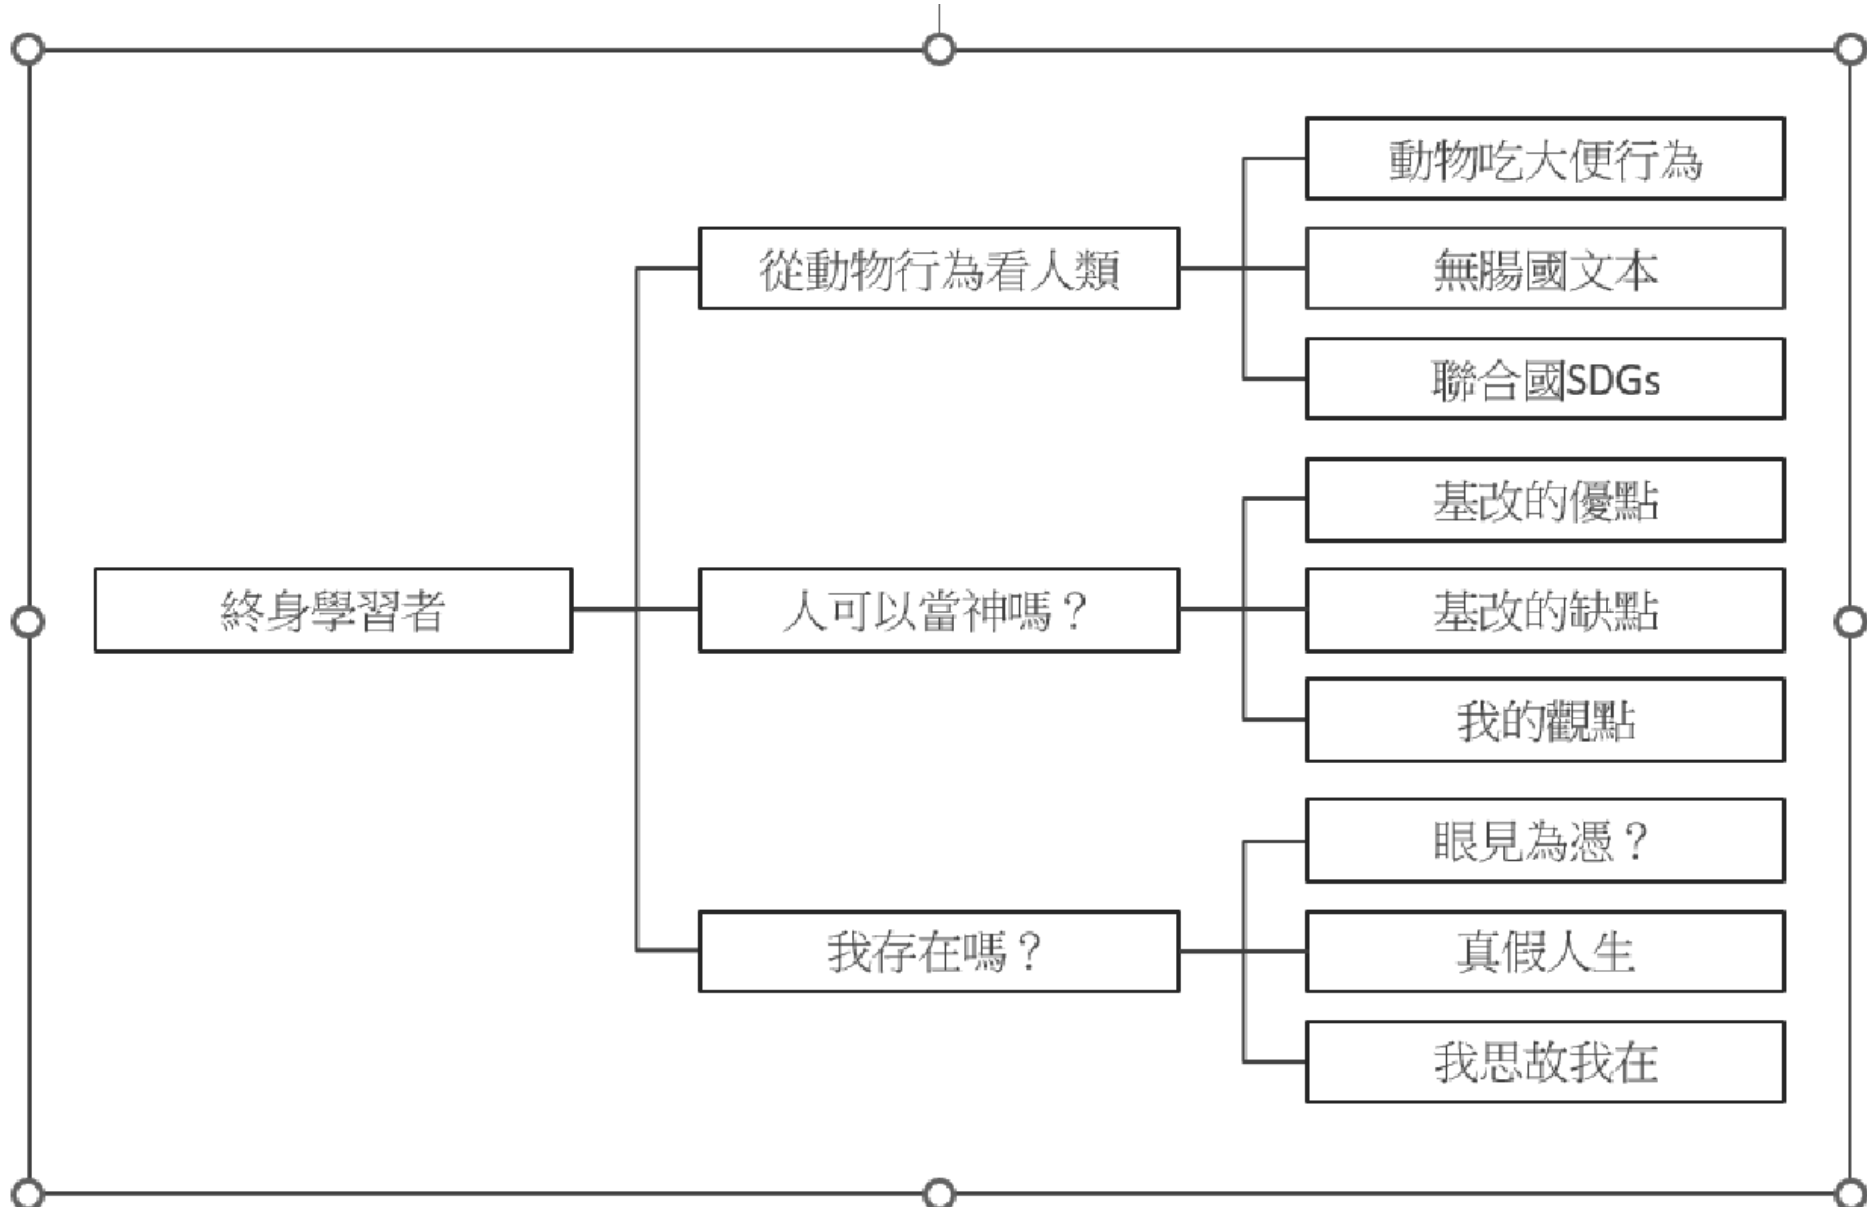 終身學習者
從動物行為看人類
動物吃大便行為
無腸國文本
聯合國SDGs
人可以當神嗎？
基改的優點
基改的缺點
我的觀點
我存在嗎？
眼見為憑？
真假人生
我思故我在